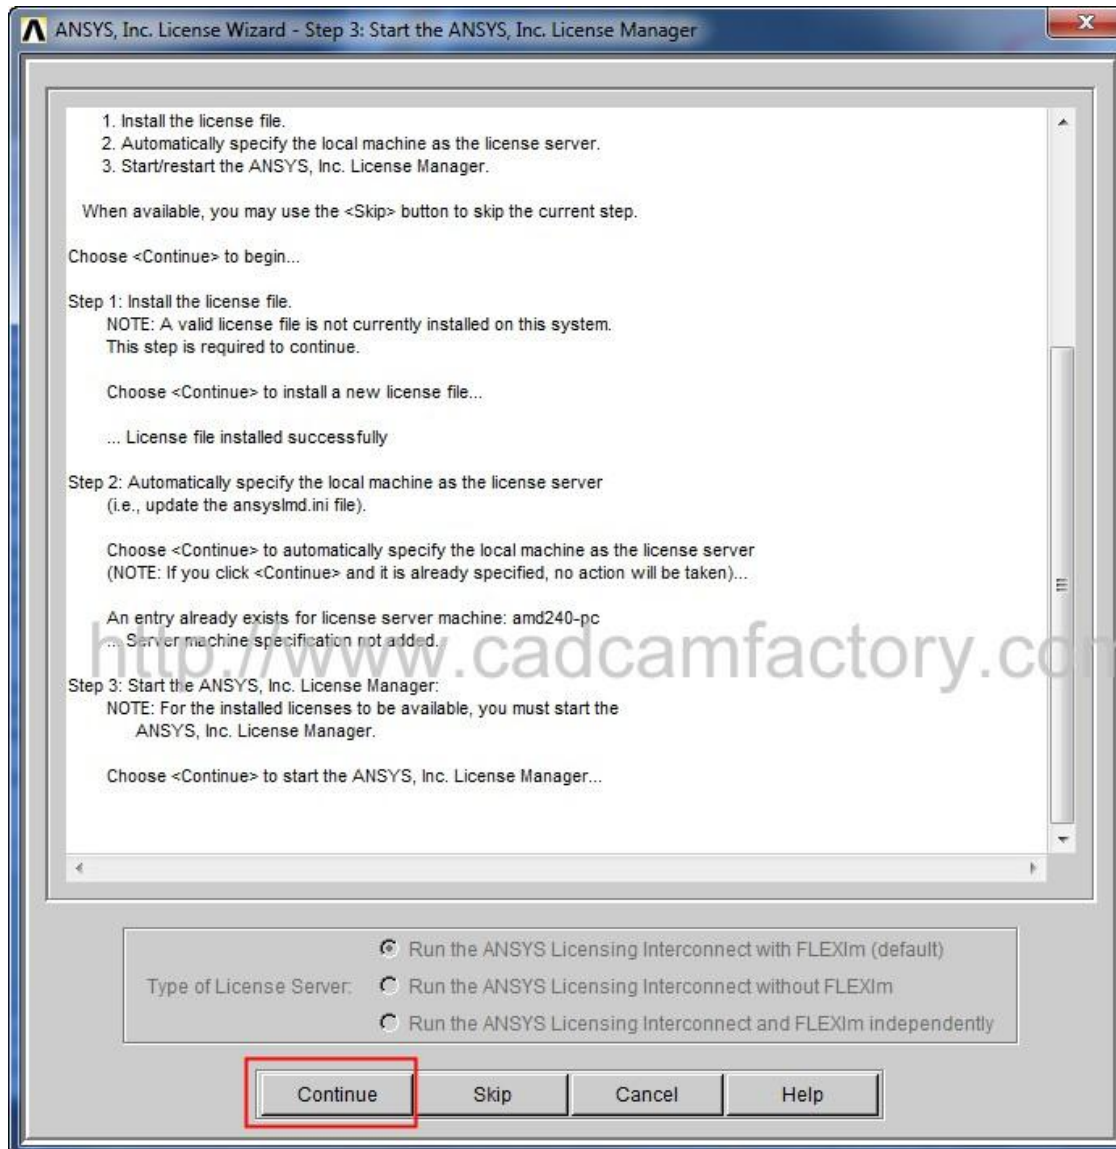 ANSYS, Inc. License Wizard - Step 3: Start the ANSYS, Inc. License Manager
1. Install the license file.
2. Automatically specify the local machine as the license server.
3. Start/restart the ANSYS, Inc. License Manager.
When available, you may use the <Skip> button to skip the current step.
Choose <Continue> to begin...
Step 1: Install the license file.
NOTE: A valid license file is not currently installed on this system.
This step is required to continue.
Choose <Continue> to install a new license file...
... License file installed successfully
Step 2: Automatically specify the local machine as the license server
(i.e., update the ansyslmd.ini file).
Choose <Continue> to automatically specify the local machine as the license server
(NOTE: If you click <Continue> and it is already specified, no action will be taken)...
An entry already exists for license server machine: amd240-pc
... Server machine specification not added.
http://www.cadcamfactory.com
Step 3: Start the ANSYS, Inc. License Manager:
NOTE: For the installed licenses to be available, you must start the
ANSYS, Inc. License Manager.
Choose <Continue> to start the ANSYS, Inc. License Manager...
Run the ANSYS Licensing Interconnect with FLEXlm (default)
Type of License Server: Run the ANSYS Licensing Interconnect without FLEXlm
Run the ANSYS Licensing Interconnect and FLEXlm independently
Continue Skip Cancel Help